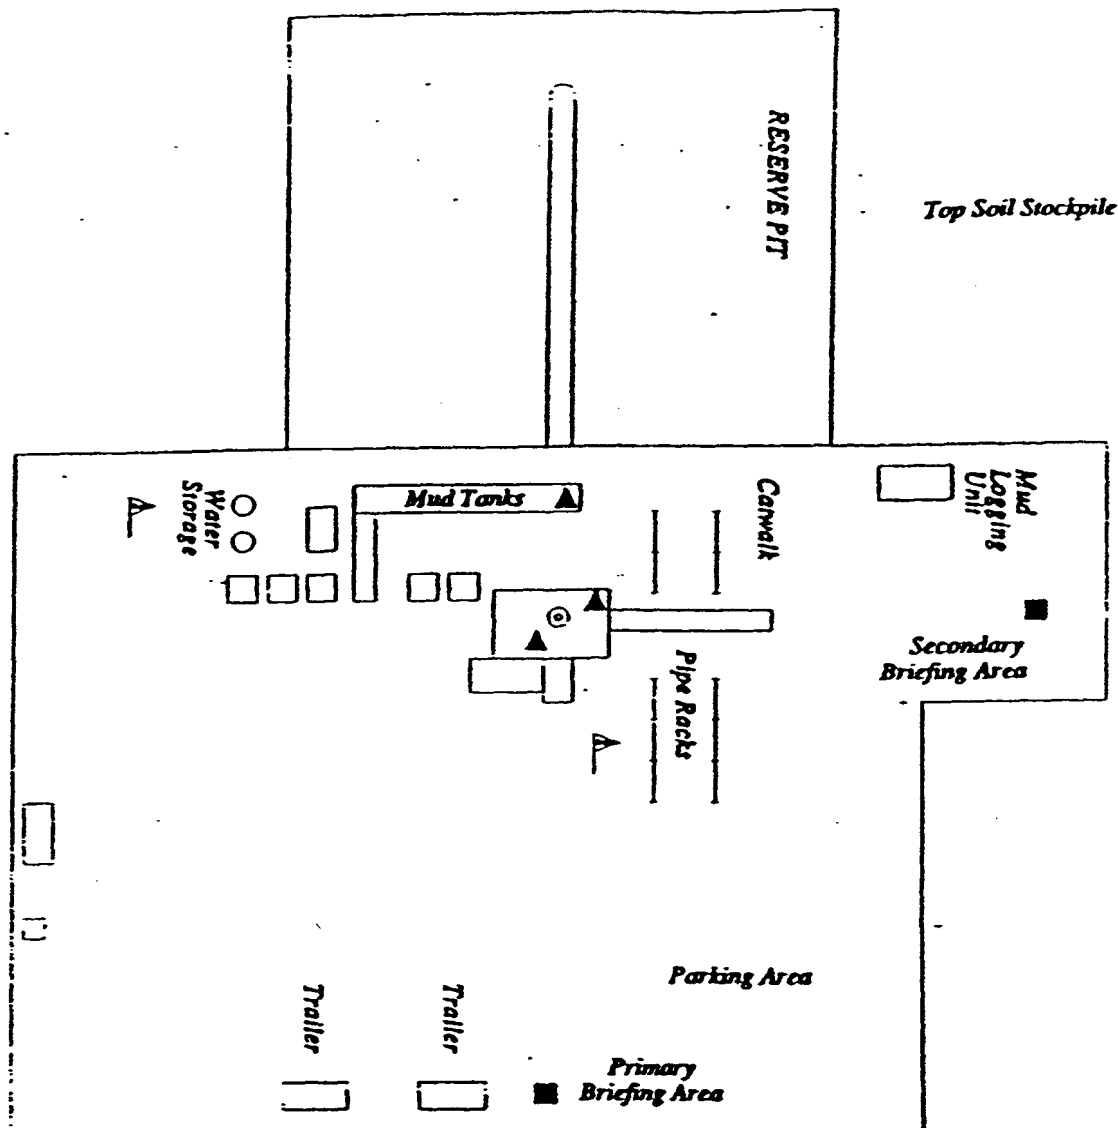 RESERVE PIT
Top Soil Stockpile
Water
Storage
Mud Tanks
Catwalk
Mud
Logging
Unit
Secondary
Briefing Area
Pipe Racks
Parking Area
Trailer
Trailer
Primary
Briefing Area